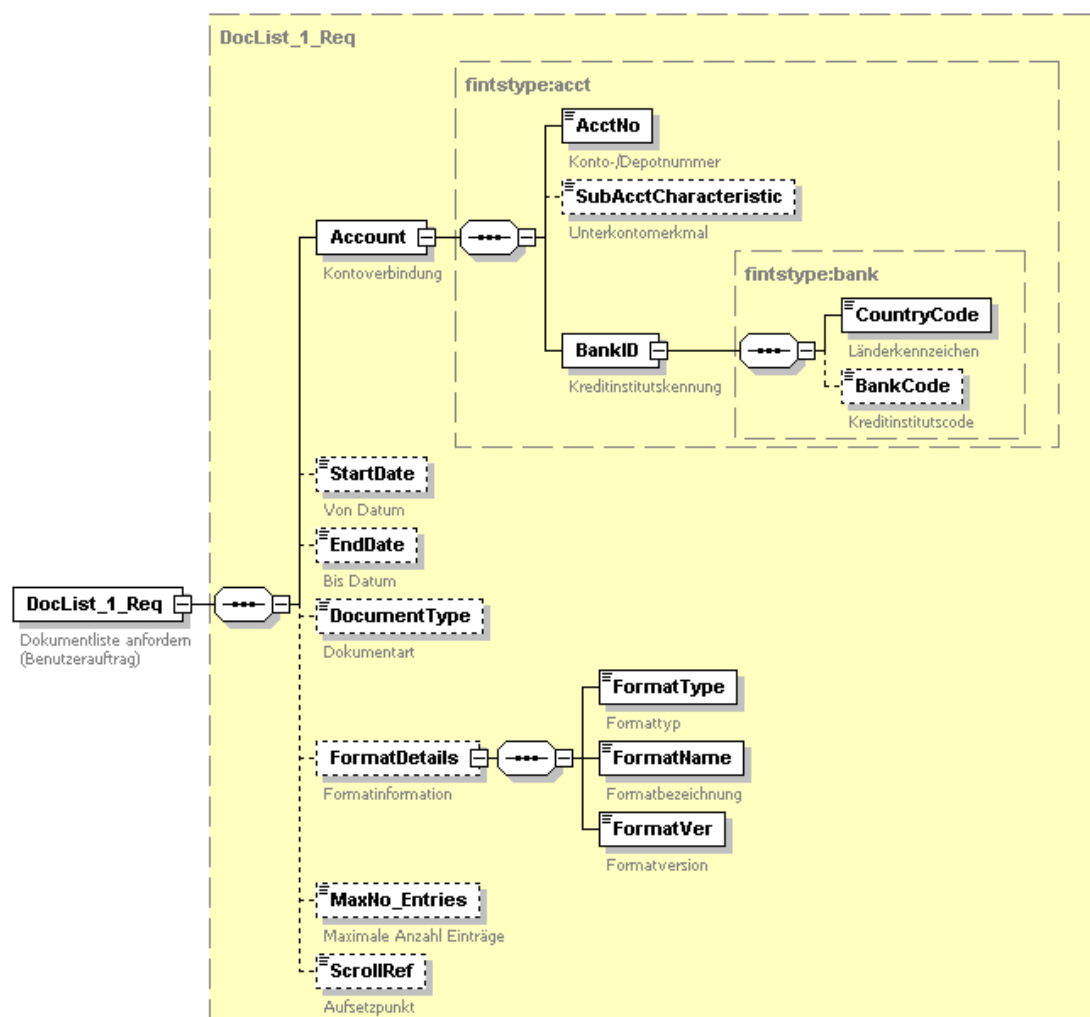 DocList_1_Req
fintstype:acct
AcctNo
Konto-/Depotnummer
SubAcctCharacteristic
Unterkontomerkmal
Account
Kontoverbindung
fintstype:bank
CountryCode
Länderkennzeichen
BankID
Kreditinstitutskennung
BankCode
Kreditinstitutscode
StartDate
Von Datum
EndDate
Bis Datum
DocList_1_Req
Dokumentliste anfordern
(Benutzerauftrag)
DocumentType
Dokumentart
FormatType
Formattyp
FormatDetails
Formatinformation
FormatName
Formatbezeichnung
FormatVer
Formatversion
MaxNo_Entries
Maximale Anzahl Einträge
ScrollRef
Aufsetzpunkt